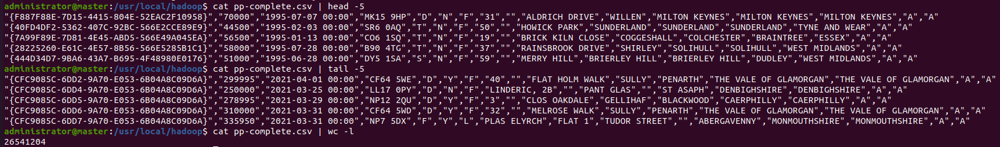 administrator@master:/usr/local/hadoop$ cat pp-complete.csv | head -5
"{F887F88E-7D15-4415-804E-52EAC2F10958}","70000","1995-07-07 00:00","MK15 9HP","D","N","F","31","","ALDRICH DRIVE","WILLEN","MILTON KEYNES","MILTON KEYNES","MILTON KEYNES","A","A"
"{40FD4DF2-5362-407C-92BC-566E2CCE89E9}","44500","1995-02-03 00:00","SR6 0AQ","T","N","F","50","","HOWICK PARK","SUNDERLAND","SUNDERLAND","SUNDERLAND","TYNE AND WEAR","A","A"
"{7A99F89E-7D81-4E45-ABD5-566E49A045EA}","56500","1995-01-13 00:00","CO6 1SQ","T","N","F","19","","BRICK KILN CLOSE","COGGESHALL","COLCHESTER","BRAINTREE","ESSEX","A","A"
"{28225260-E61C-4E57-8B56-566E5285B1C1}","58000","1995-07-28 00:00","B90 4TG","T","N","F","37","","RAINSBROOK DRIVE","SHIRLEY","SOLIHULL","SOLIHULL","WEST MIDLANDS","A","A"
"{444D34D7-9BA6-43A7-B695-4F48980E0176}","51000","1995-06-28 00:00","DY5 1SA","S","N","F","59","","MERRY HILL","BRIERLEY HILL","BRIERLEY HILL","DUDLEY","WEST MIDLANDS","A","A"
administrator@master:/usr/local/hadoop$ cat pp-complete.csv | tail -5
"{CFC9085C-6DD2-9A70-E053-6B04A8C09D6A}","299995","2021-04-01 00:00","CF64 5WE","D","Y","F","40","","FLAT HOLM WALK","SULLY","PENARTH","THE VALE OF GLAMORGAN","THE VALE OF GLAMORGAN","A","A"
"{CFC9085C-6DD4-9A70-E053-6B04A8C09D6A}","250000","2021-03-25 00:00","LL17 0PY","D","N","F","LINDERIC, 2B","","PANT GLAS","","ST ASAPH","DENBIGHSHIRE","DENBIGHSHIRE","A","A"
"{CFC9085C-6DD5-9A70-E053-6B04A8C09D6A}","278995","2021-03-29 00:00","NP12 2QU","D","Y","F","3","","CLOS OAKDALE","GELLIHAF","BLACKWOOD","CAERPHILLY","CAERPHILLY","A","A"
"{CFC9085C-6DD6-9A70-E053-6B04A8C09D6A}","310000","2021-03-31 00:00","CF64 5WD","D","Y","F","32","","MELROSE WALK","SULLY","PENARTH","THE VALE OF GLAMORGAN","THE VALE OF GLAMORGAN","A","A"
"{CFC9085C-6DD7-9A70-E053-6B04A8C09D6A}","335950","2021-03-31 00:00","NP7 5DX","F","Y","L","PLAS ELYRCH","FLAT 1","TUDOR STREET","","ABERGAVENNY","MONMOUTHSHIRE","MONMOUTHSHIRE","A","A"
administrator@master:/usr/local/hadoop$ cat pp-complete.csv | wc -l
26541204